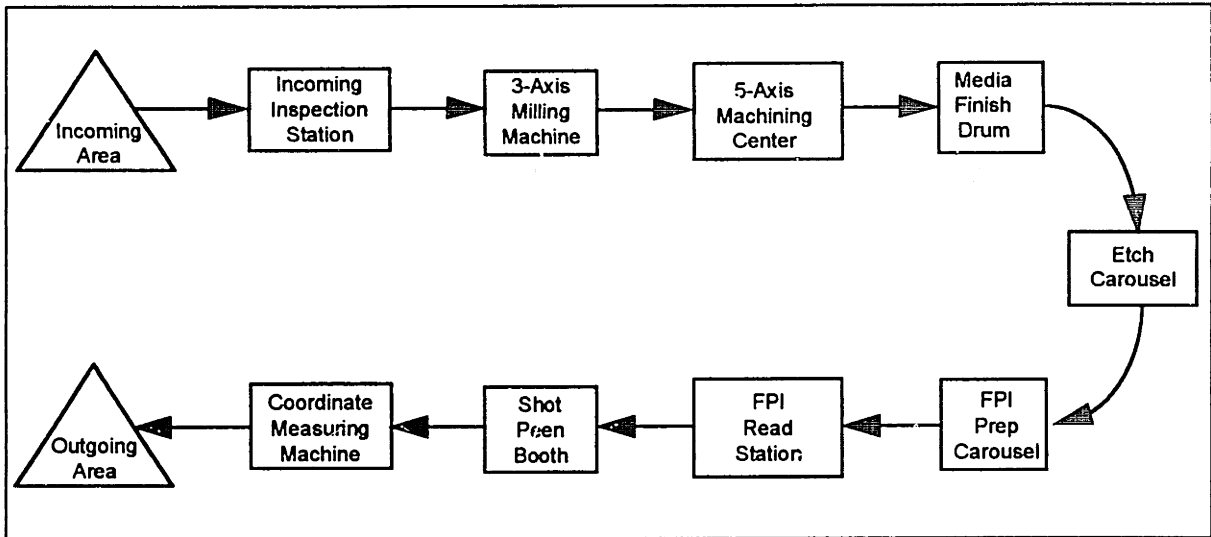 Incoming
Area
Incoming
Inspection
Station
3-Axis
Milling
Machine
5-Axis
Machining
Center
Media
Finish
Drum
Etch
Carousel
FPI
Prep
Carousel
FPI
Read
Station
Shot
Peen
Booth
Coordinate
Measuring
Machine
Outgoing
Area